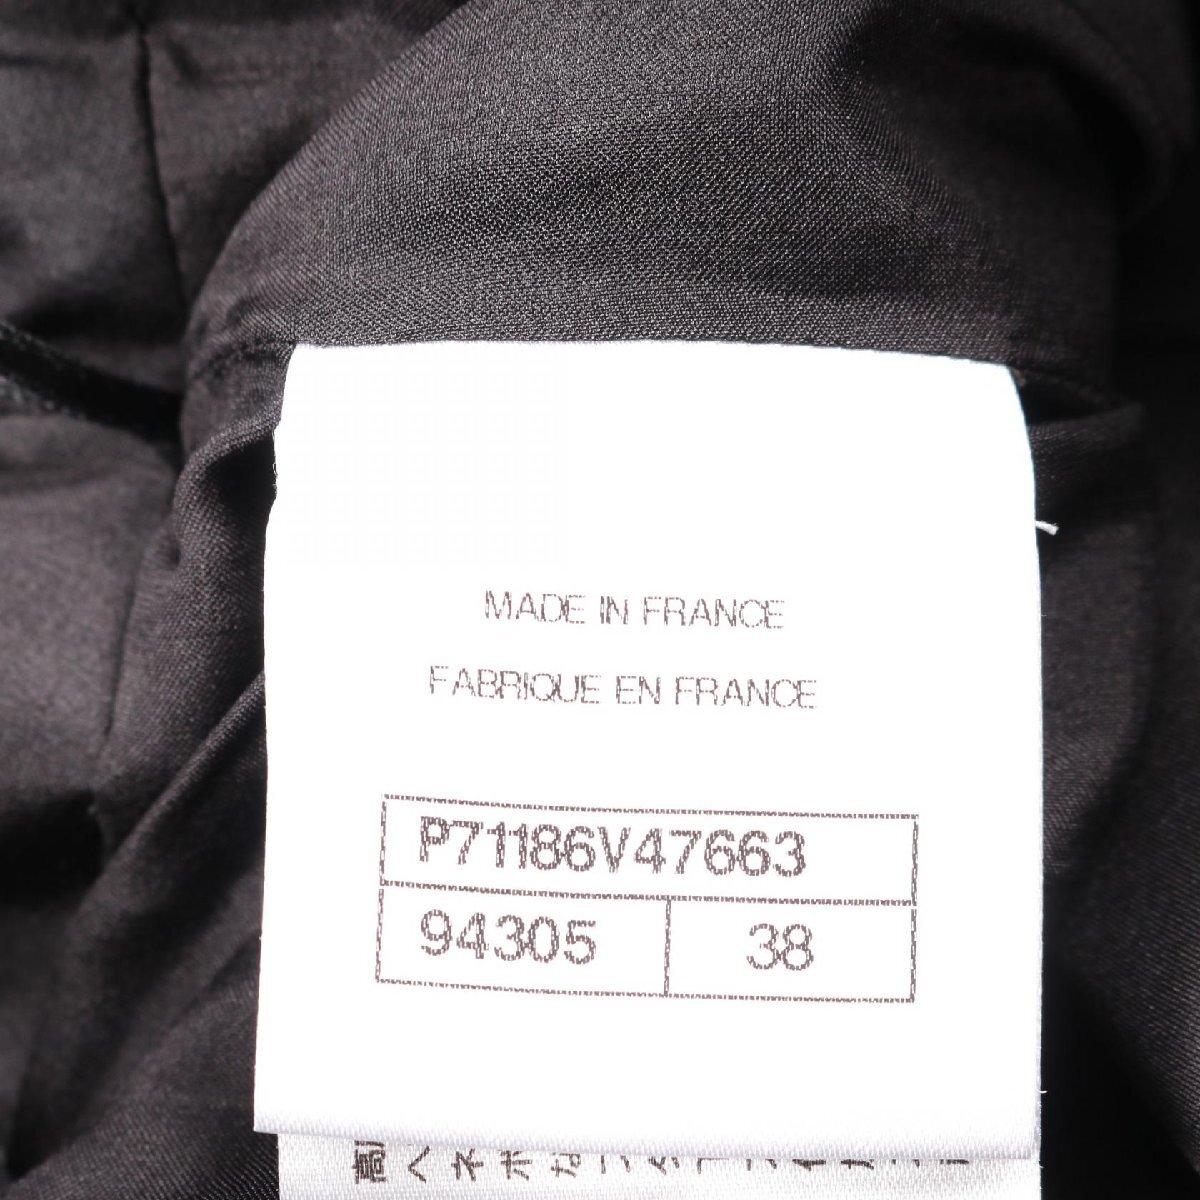 MADE IN FRANCE
FABRIQUE EN FRANCE
P71186V47663
94305 38